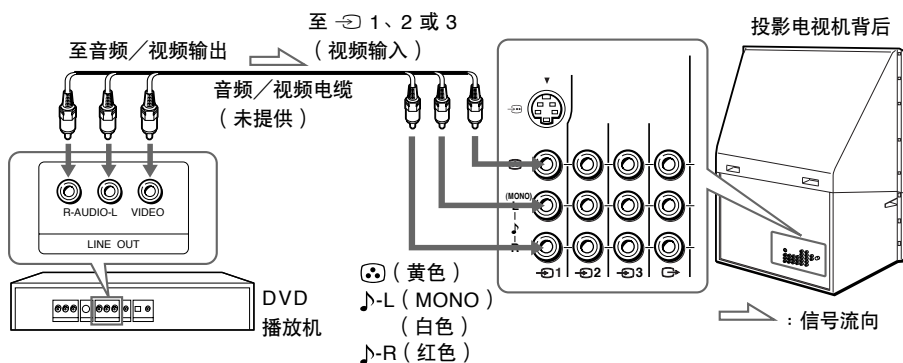 至 1、2 或 3
（视频输入）
至音频／视频输出
音频／视频电缆
（未提供）
投影电视机背后
R-AUDIO-L VIDEO
LINE OUT
(MONO)
L
R
1 2 3
（黄色）
♪-L（MONO）
（白色）
♪-R（红色）
DVD
播放机
：信号流向